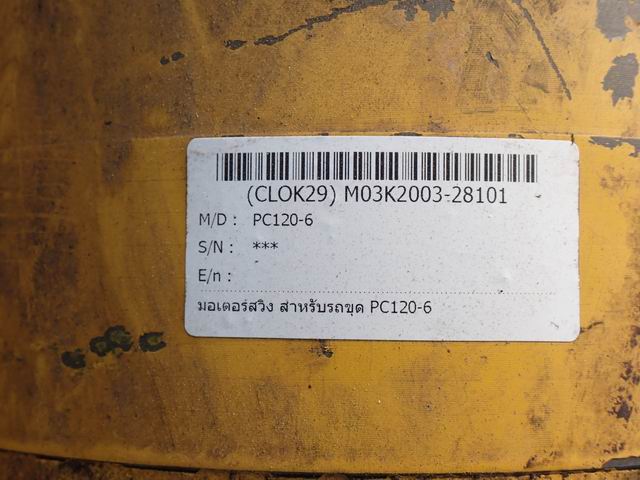 (CLOK29) M03K2003-28101
M/D : PC120-6
S/N : ***
E/n :
มอเตอร์สวิง สำหรับรถขุด PC120-6